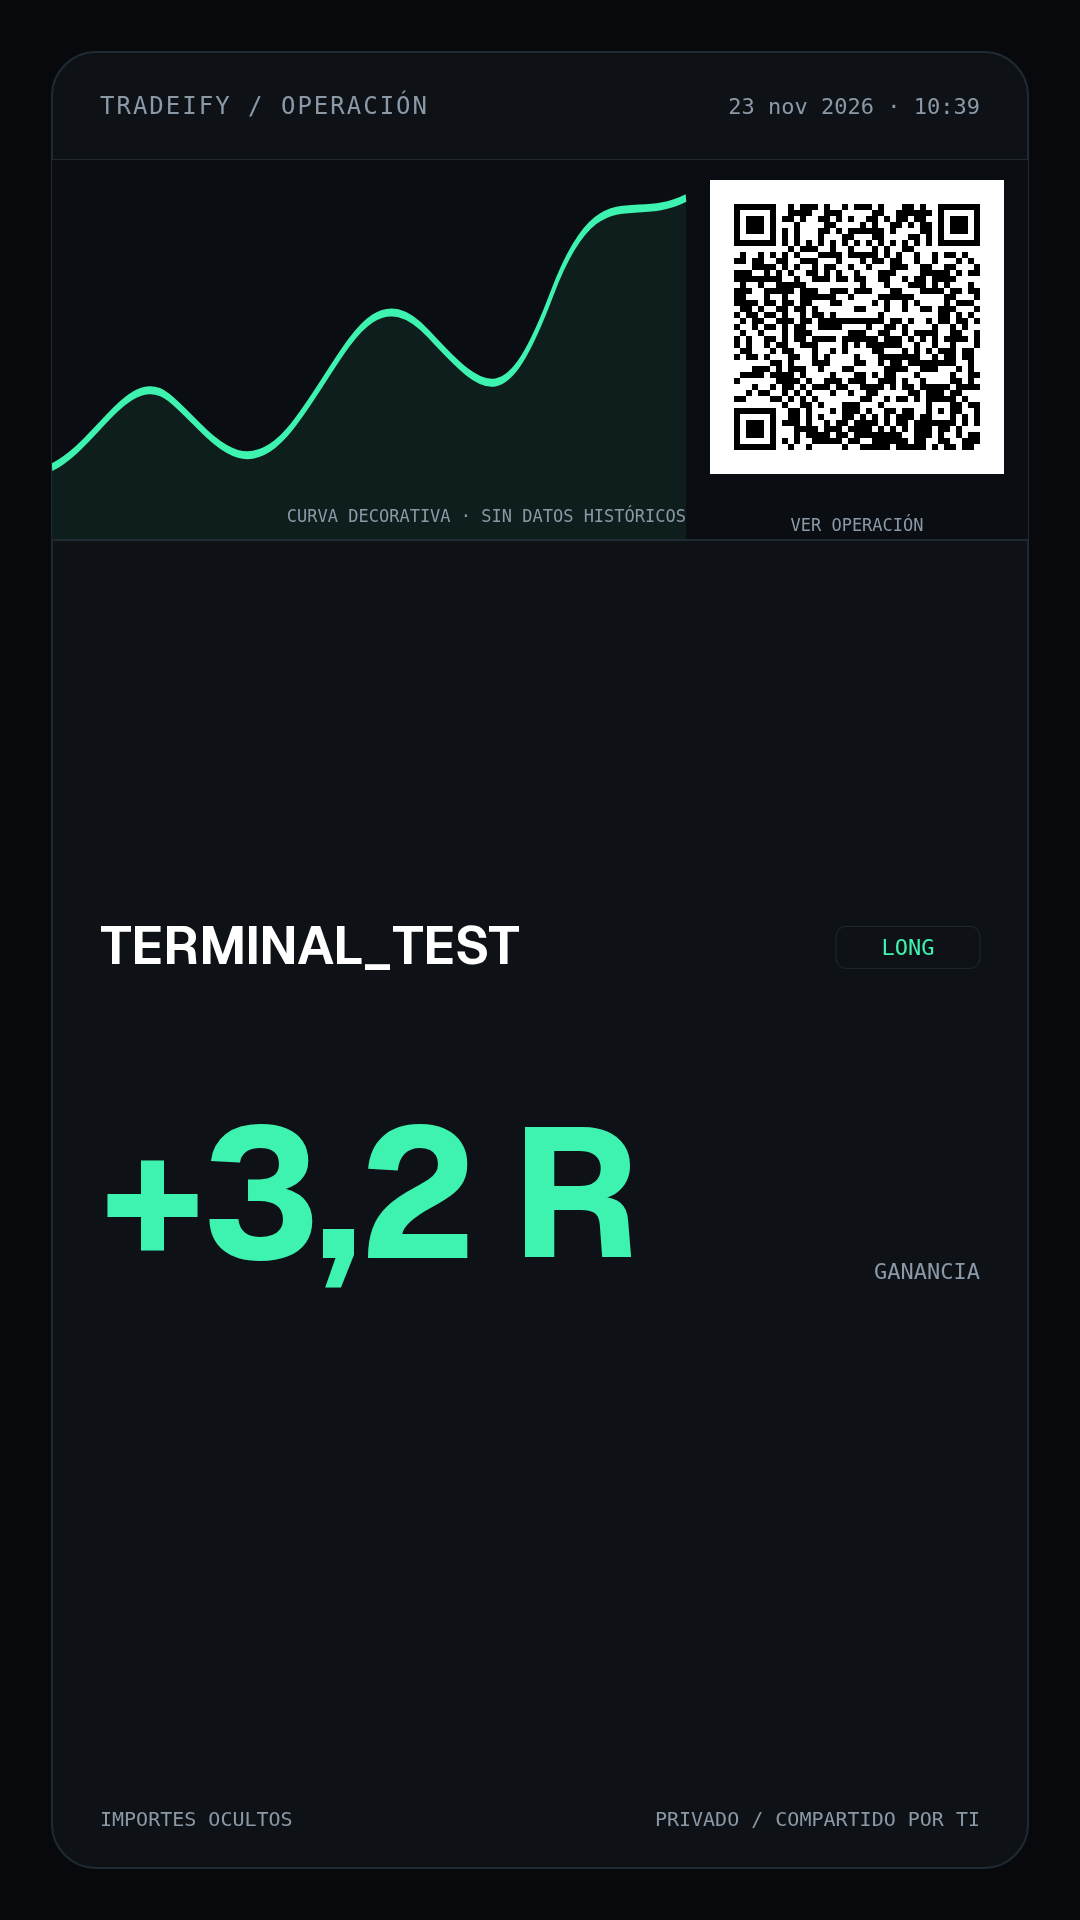 TRADEIFY / OPERACIÓN
23 nov 2026 · 10:39
CURVA DECORATIVA · SIN DATOS HISTÓRICOS
VER OPERACIÓN
TERMINAL_TEST
LONG
+3,2 R
GANANCIA
IMPORTES OCULTOS
PRIVADO / COMPARTIDO POR TI